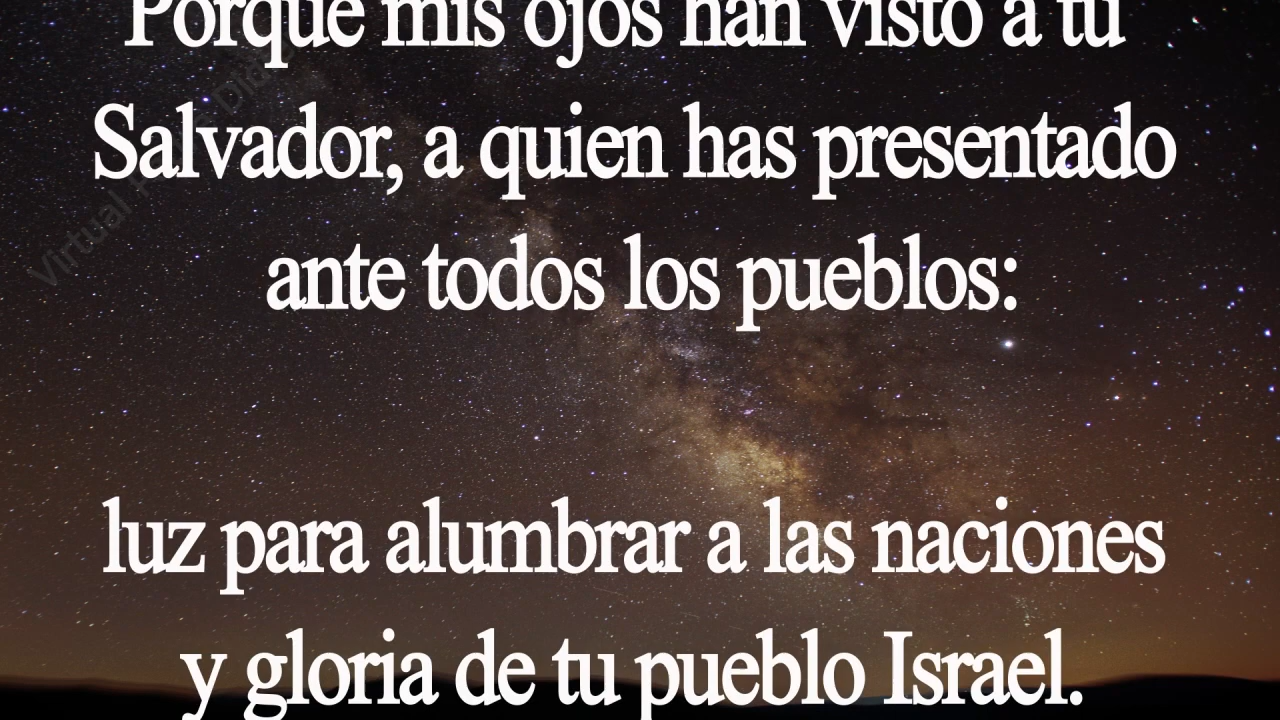 Porque mis ojos han visto a tu
Salvador, a quien has presentado
ante todos los pueblos:
luz para alumbrar a las naciones
y gloria de tu pueblo Israel.
Virtual